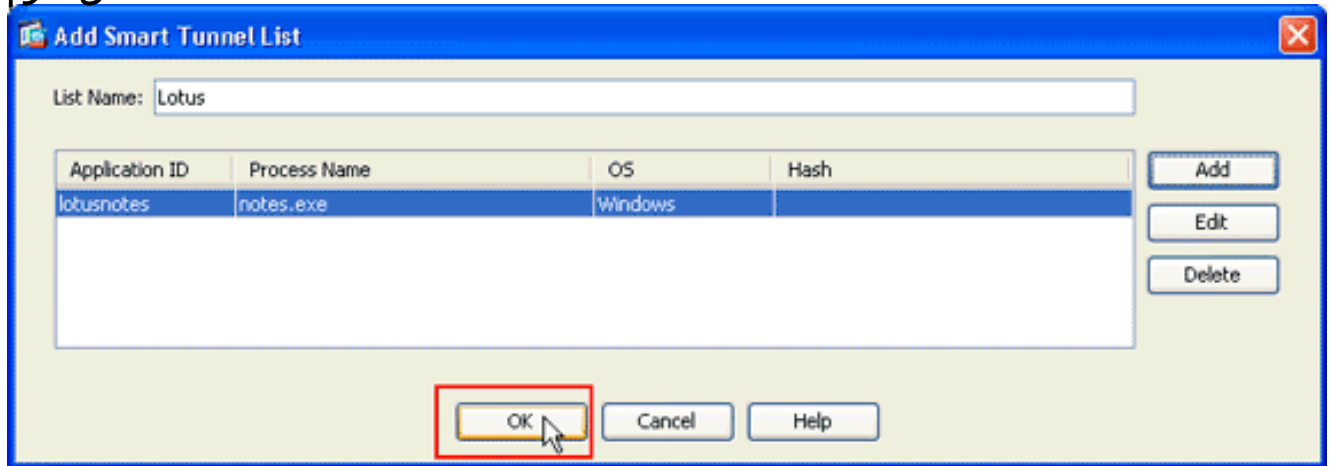 Add Smart Tunnel List
List Name: Lotus
Application ID Process Name OS Hash Add
lotusnotes notes.exe Windows
Edit
Delete
OK Cancel Help